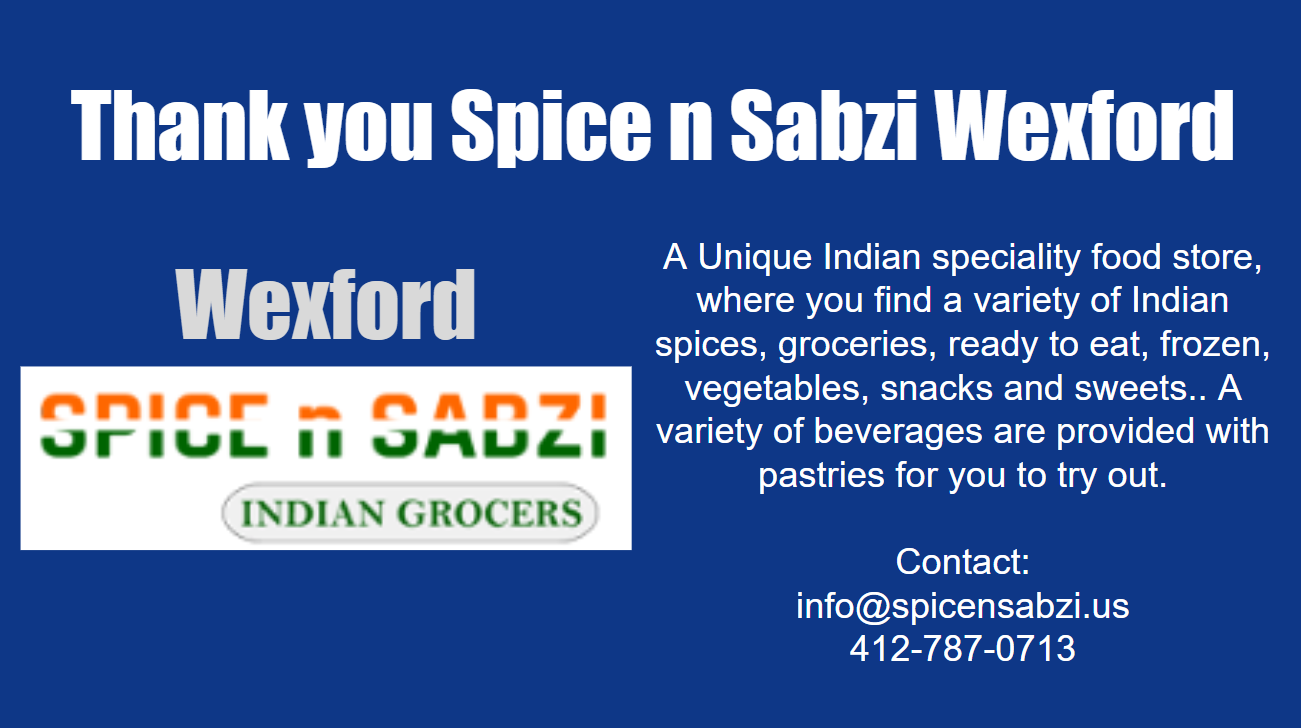 Thank you Spice n Sabzi Wexford
Wexford
SPICE n SABZI
INDIAN GROCERS
A Unique Indian speciality food store,
where you find a variety of Indian
spices, groceries, ready to eat, frozen,
vegetables, snacks and sweets.. A
variety of beverages are provided with
pastries for you to try out.
Contact:
info@spicensabzi.us
412-787-0713